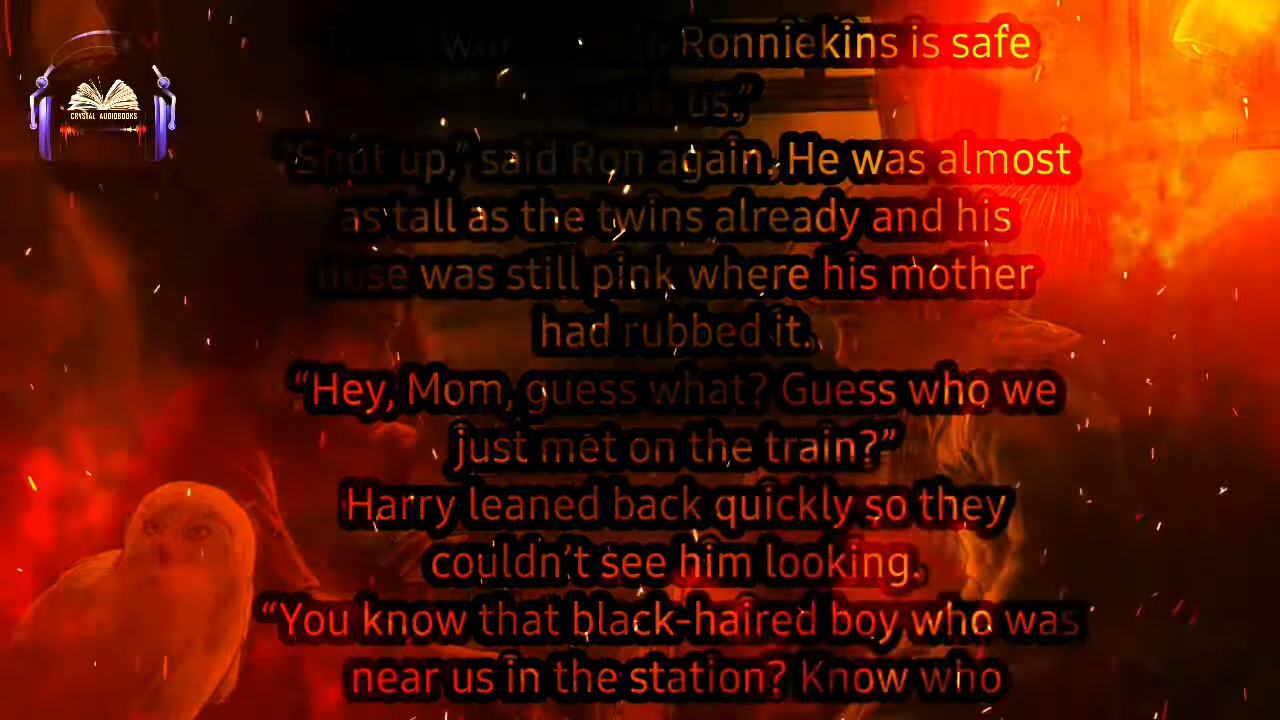 CRYSTAL AUDIOBOOKS
Ronniekins is safe
us,”
“Shut up,” said Ron again. He was almost
as tall as the twins already and his
nose was still pink where his mother
had rubbed it.
“Hey, Mom, guess what? Guess who we
just met on the train?”
Harry leaned back quickly so they
couldn’t see him looking.
“You know that black-haired boy who was
near us in the station? Know who